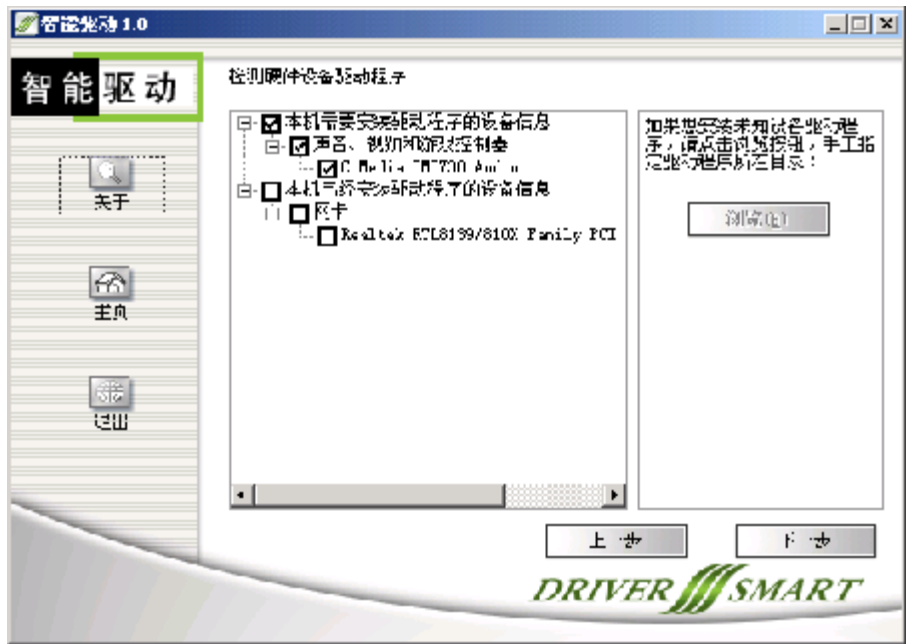 智能驱动 1.0
智能驱动
检测硬件设备驱动程序
本机需要安装驱动程序的设备信息
声音、视频和游戏控制器
C-Media CMI738 Audio
本机已经安装驱动程序的设备信息
网卡
Realtek RTL8139/810X Family PCI
如果想安装未知设备驱动程
序，请点击浏览按钮，手工指
定驱动程序所在目录：
浏览(B)
关于
主页
退出
上一步
下一步
DRIVER SMART